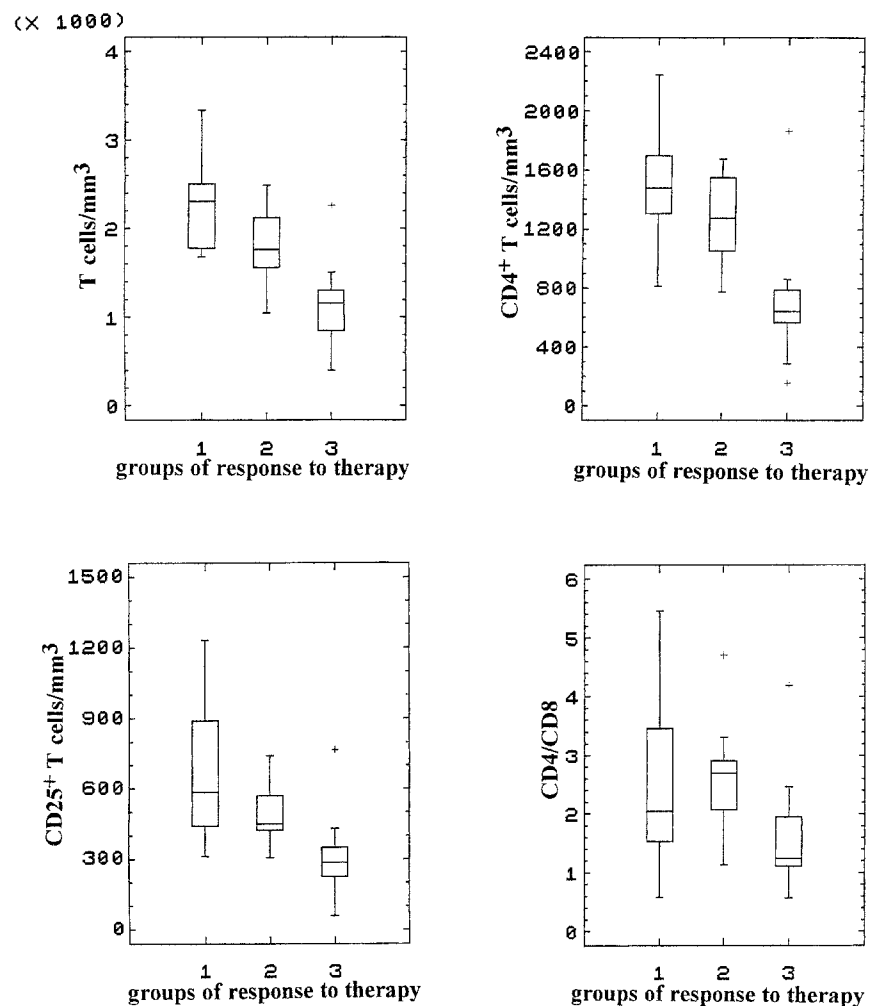 (× 1000)
4
3
2
1
0
T cells/mm³
1 2 3
groups of response to therapy
2400
2000
1600
1200
800
400
0
CD4⁺ T cells/mm³
1 2 3
groups of response to therapy
1500
1200
900
600
300
0
CD25⁺ T cells/mm³
1 2 3
groups of response to therapy
6
5
4
3
2
1
0
CD4/CD8
1 2 3
groups of response to therapy